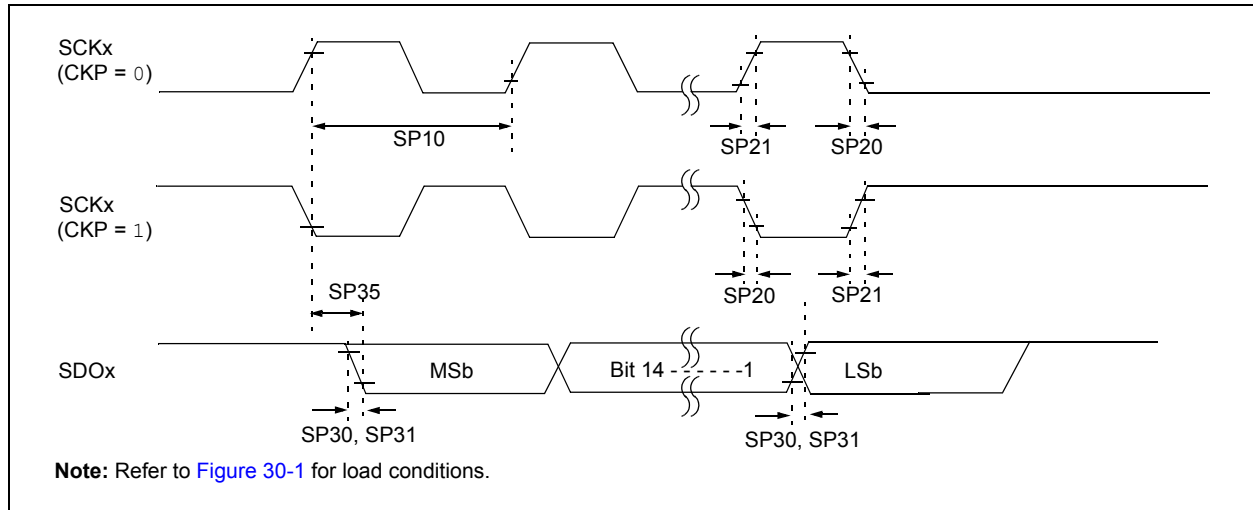 SCKx
(CKP = 0)
SP10
SP21
SP20
SCKx
(CKP = 1)
SP35
SP20
SP21
SDOx
MSb
Bit 14 - - - - - -1
LSb
SP30, SP31
SP30, SP31
Note: Refer to Figure 30-1 for load conditions.